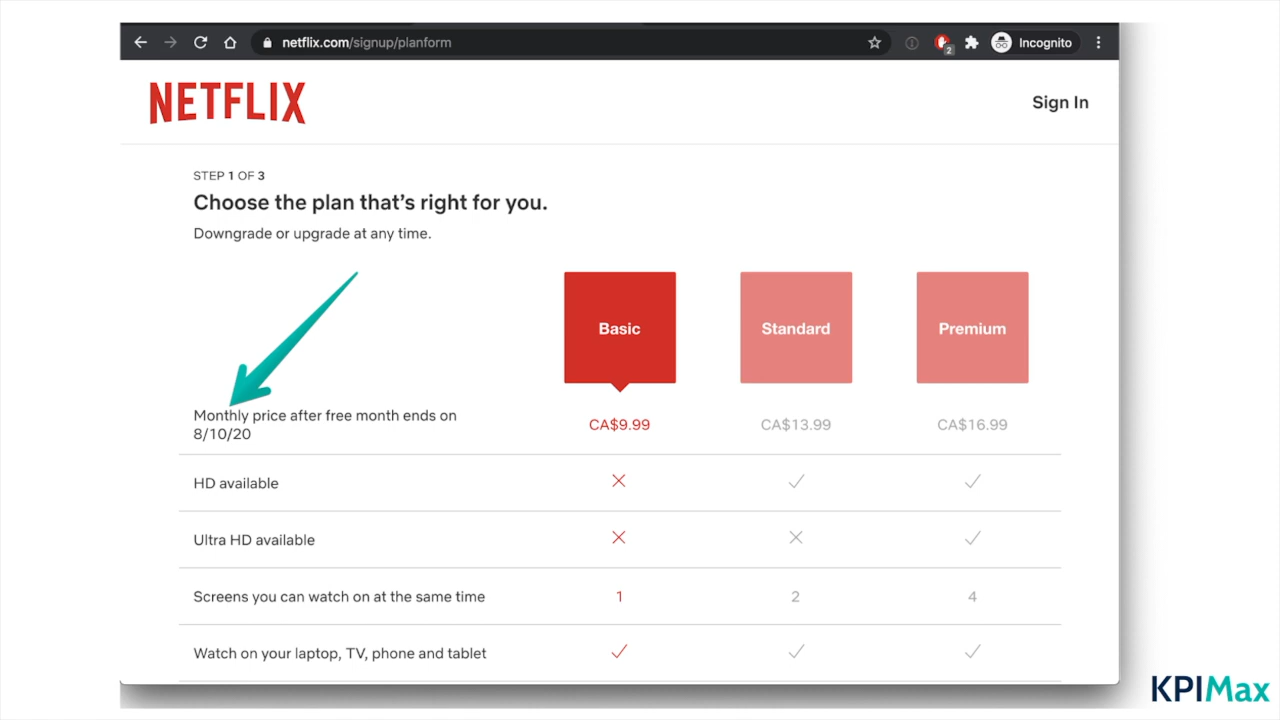 netflix.com/signup/planform
2
Incognito
NETFLIX
Sign In
STEP 1 OF 3
Choose the plan that's right for you.
Downgrade or upgrade at any time.
Basic
Standard
Premium
Monthly price after free month ends on
8/10/20
CA$9.99
CA$13.99
CA$16.99
HD available
Ultra HD available
Screens you can watch on at the same time
1
2
4
Watch on your laptop, TV, phone and tablet
KPIMax